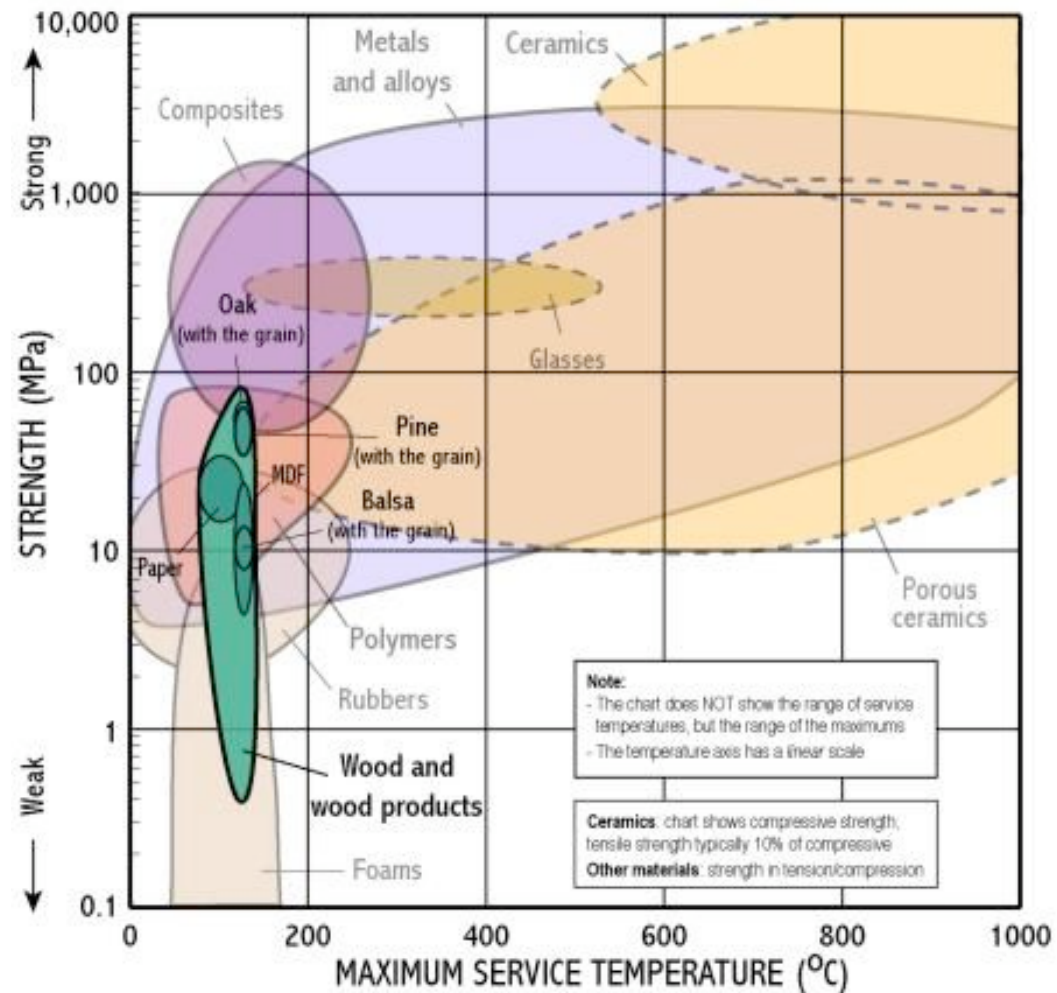 10,000
1,000
100
10
1
0.1
Strong
STRENGTH (MPa)
Weak
Metals
and alloys
Ceramics
Composites
Oak
(with the grain)
Glasses
Pine
(with the grain)
MDF
Balsa
(with the grain)
Paper
Polymers
Rubbers
Porous
ceramics
Wood and
wood products
Foams
Note:
- The chart does NOT show the range of service
temperatures, but the range of the maximums
- The temperature axis has a linear scale
Ceramics: chart shows compressive strength,
tensile strength typically 10% of compressive
Other materials: strength in tension/compression
0 200 400 600 800 1000
MAXIMUM SERVICE TEMPERATURE (ºC)